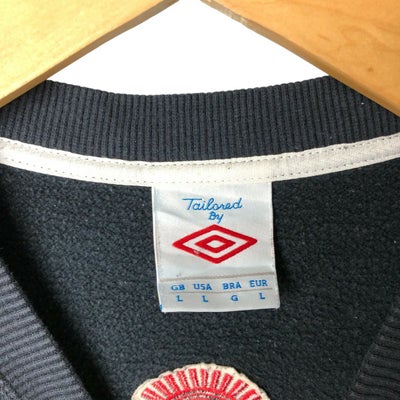 Tailored
By
GB USA BRA EUR
L L G L